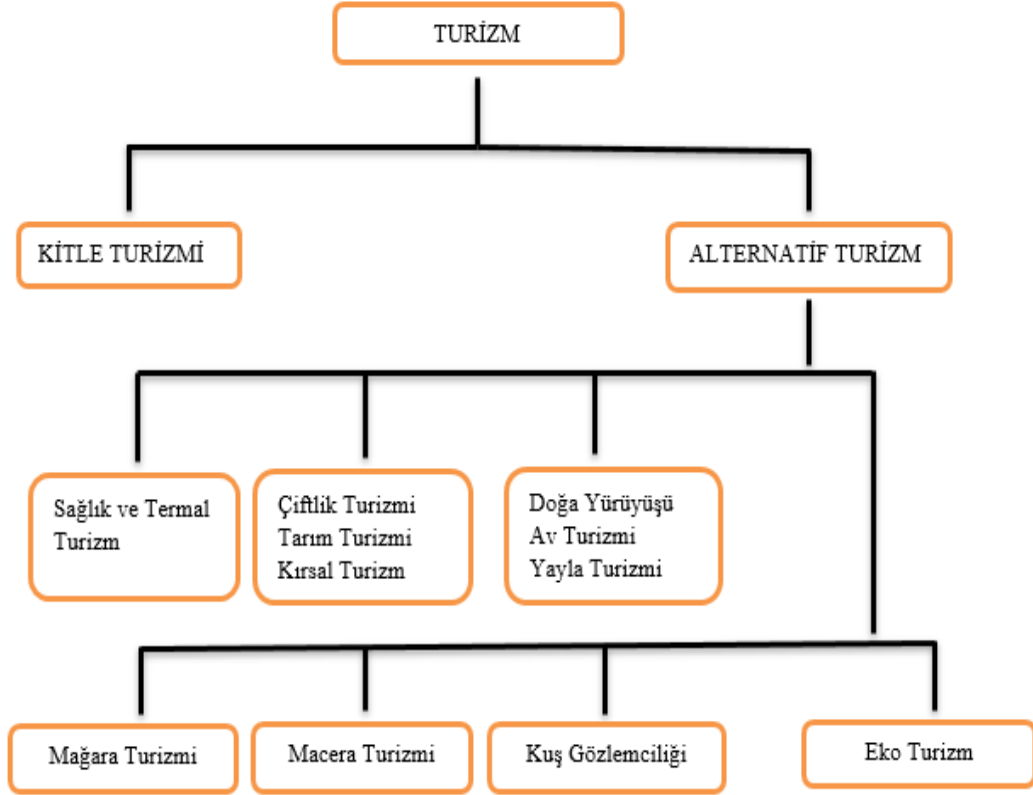 TURİZM
KİTLE TURİZMİ
ALTERNATİF TURİZM
Sağlık ve Termal
Turizm
Çiftlik Turizmi
Tarım Turizmi
Kırsal Turizm
Doğa Yürüyüşü
Av Turizmi
Yayla Turizmi
Mağara Turizmi
Macera Turizmi
Kuş Gözlemciliği
Eko Turizm